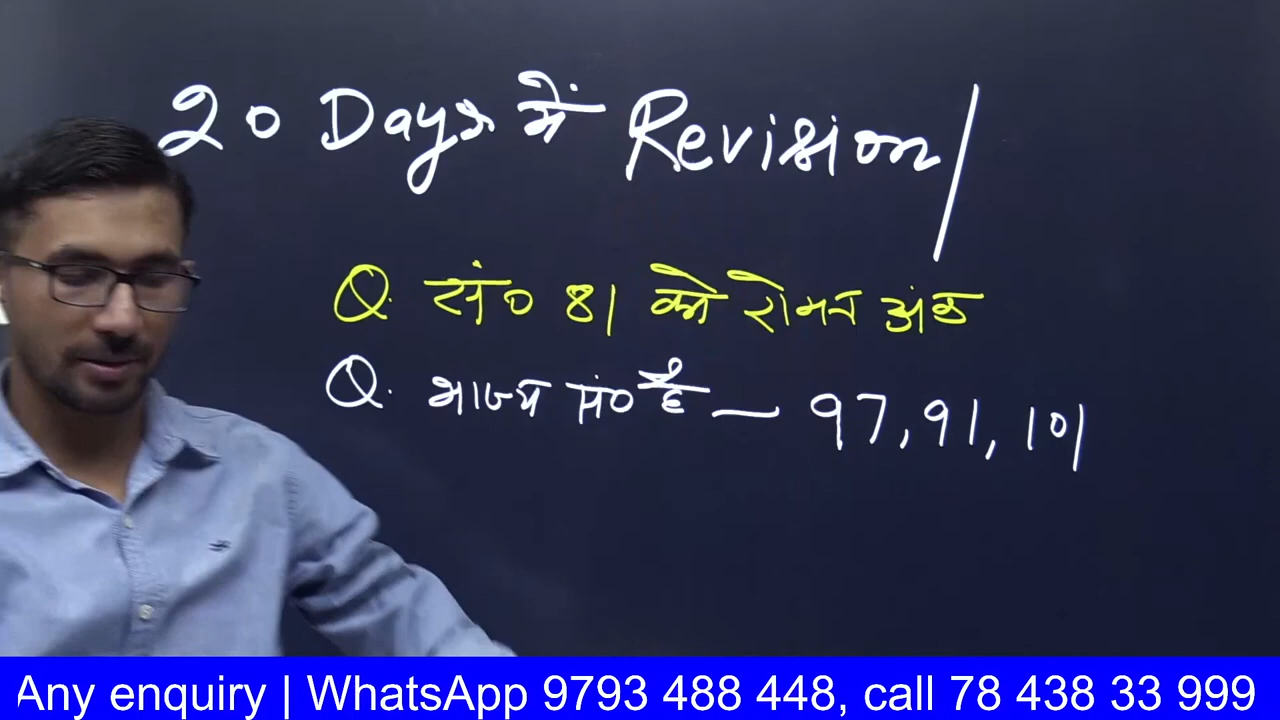 20 Days में Revision/
Q. सं० 81 को रोमन अंक
Q. भाज्य सं० है — 97, 91, 101
Any enquiry | WhatsApp 9793 488 448, call 78 438 33 999